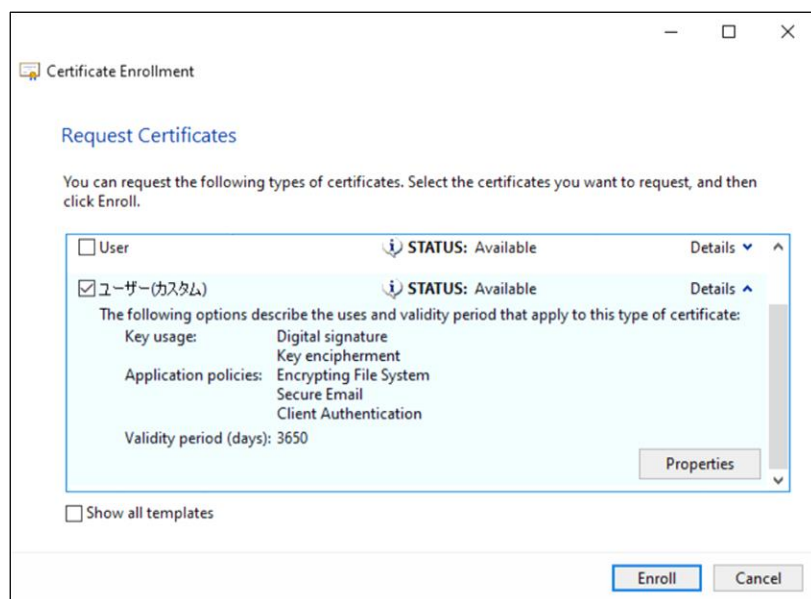 Certificate Enrollment
Request Certificates
You can request the following types of certificates. Select the certificates you want to request, and then
click Enroll.
User STATUS: Available Details
ユーザー(カスタム) STATUS: Available Details
The following options describe the uses and validity period that apply to this type of certificate:
Key usage: Digital signature
Key encipherment
Application policies: Encrypting File System
Secure Email
Client Authentication
Validity period (days): 3650
Properties
Show all templates
Enroll Cancel